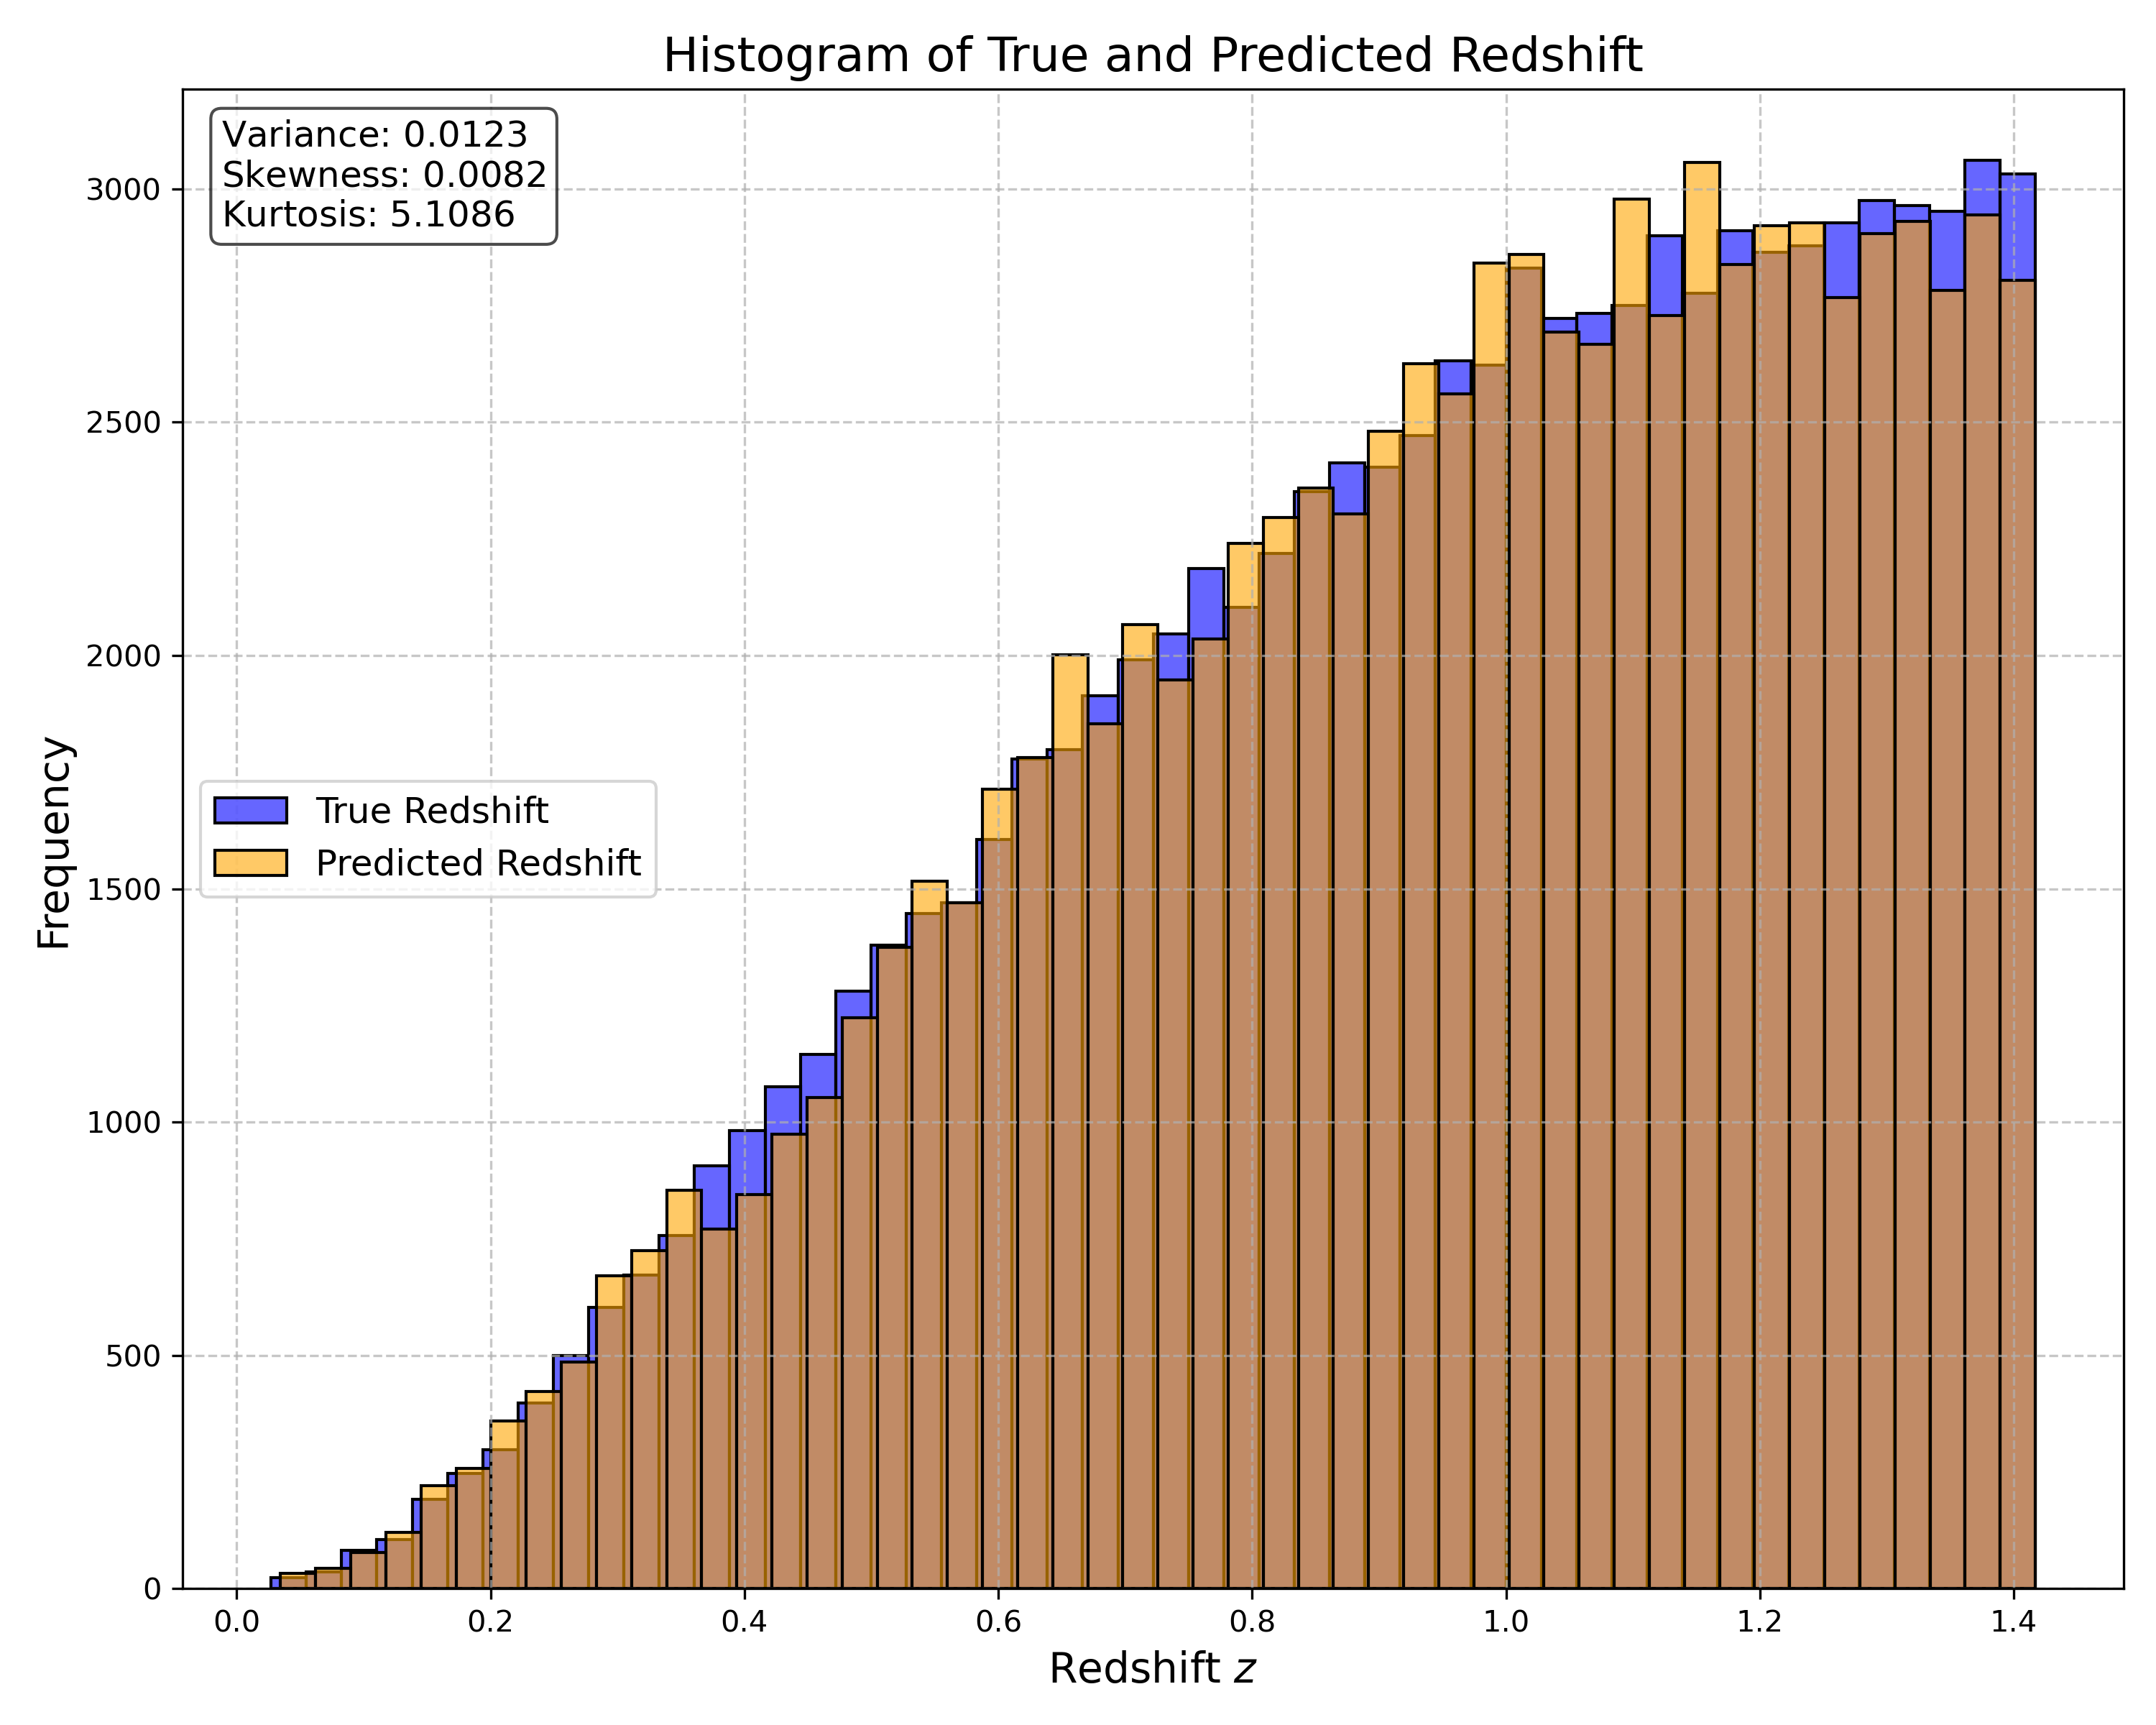 Histogram of True and Predicted Redshift
Variance: 0.0123
Skewness: 0.0082
Kurtosis: 5.1086
3000
2500
2000
1500
1000
500
0
Frequency
True Redshift
Predicted Redshift
0.0 0.2 0.4 0.6 0.8 1.0 1.2 1.4
Redshift z